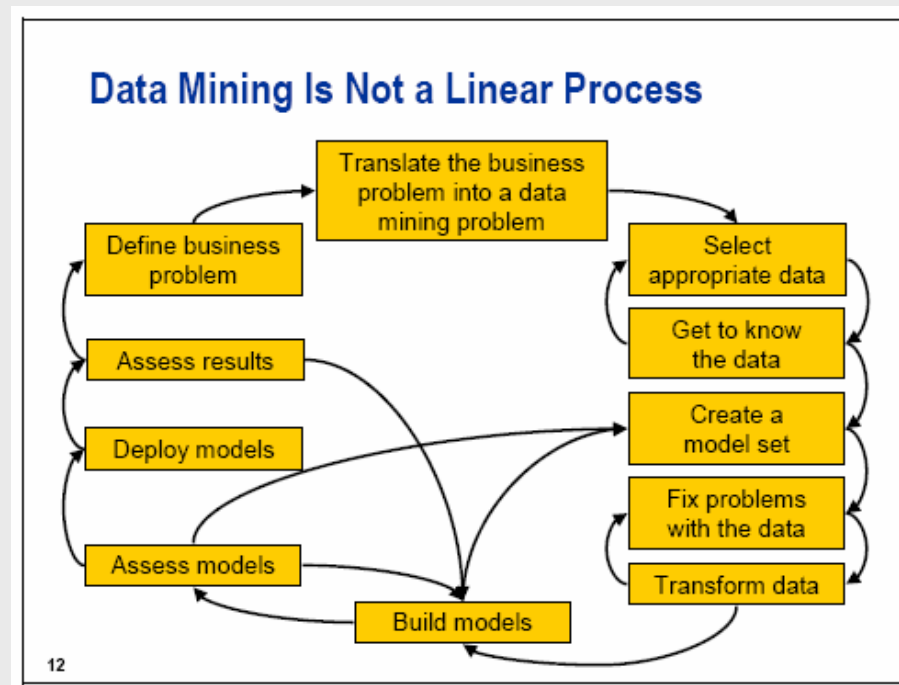 Data Mining Is Not a Linear Process
Translate the business
problem into a data
mining problem
Define business
problem
Select
appropriate data
Get to know
the data
Assess results
Create a
model set
Deploy models
Fix problems
with the data
Assess models
Transform data
Build models
12